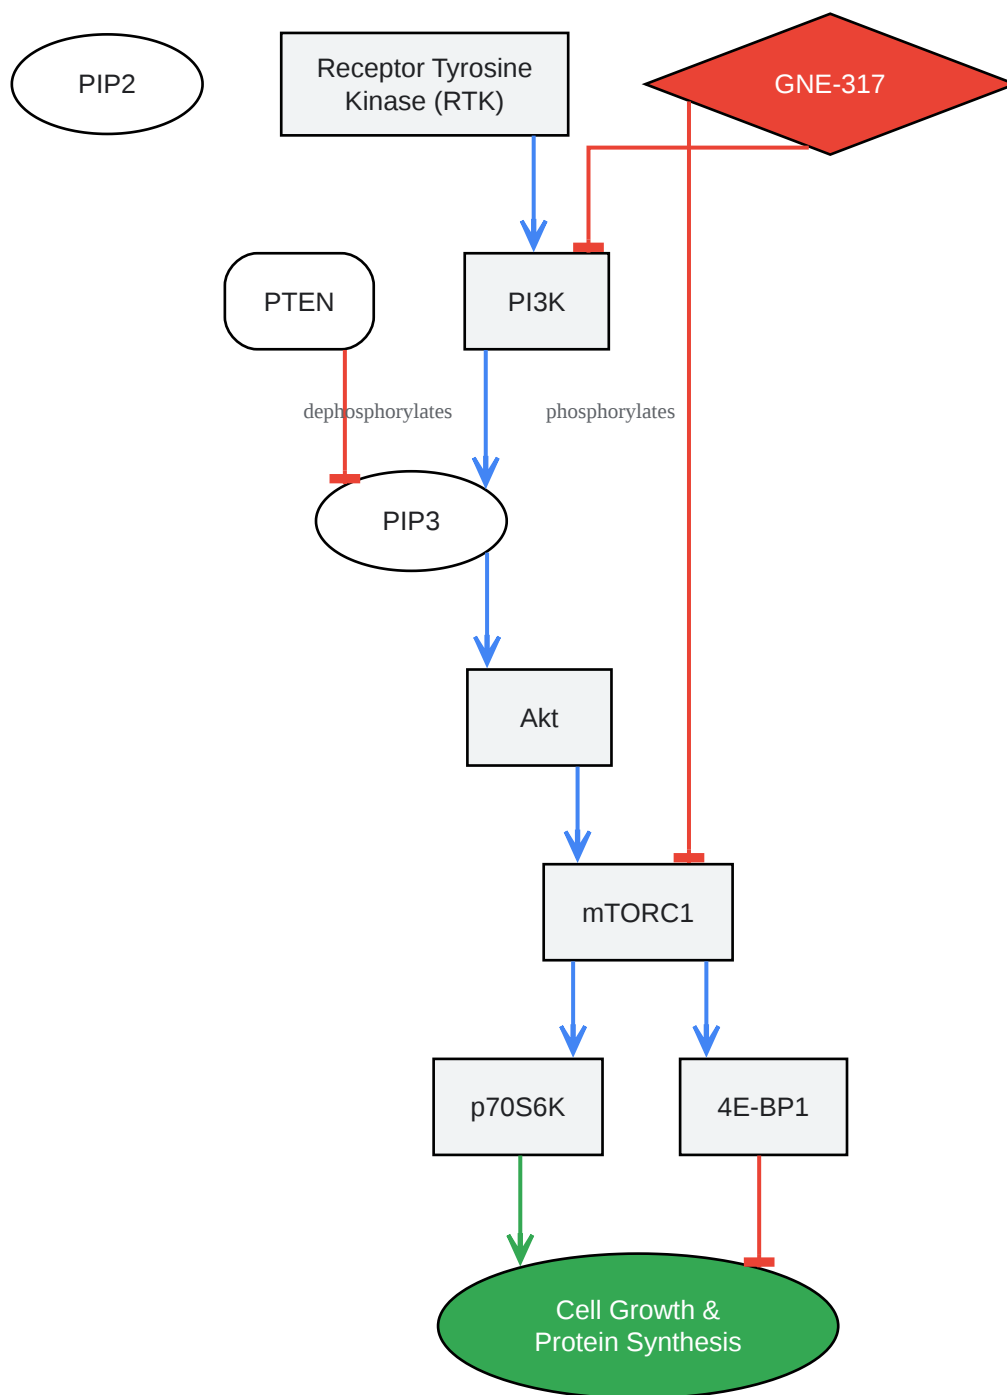 PIP2
Receptor Tyrosine
Kinase (RTK)
GNE-317
PTEN
PI3K
dephosphorylates
phosphorylates
PIP3
Akt
mTORC1
p70S6K
4E-BP1
Cell Growth &
Protein Synthesis